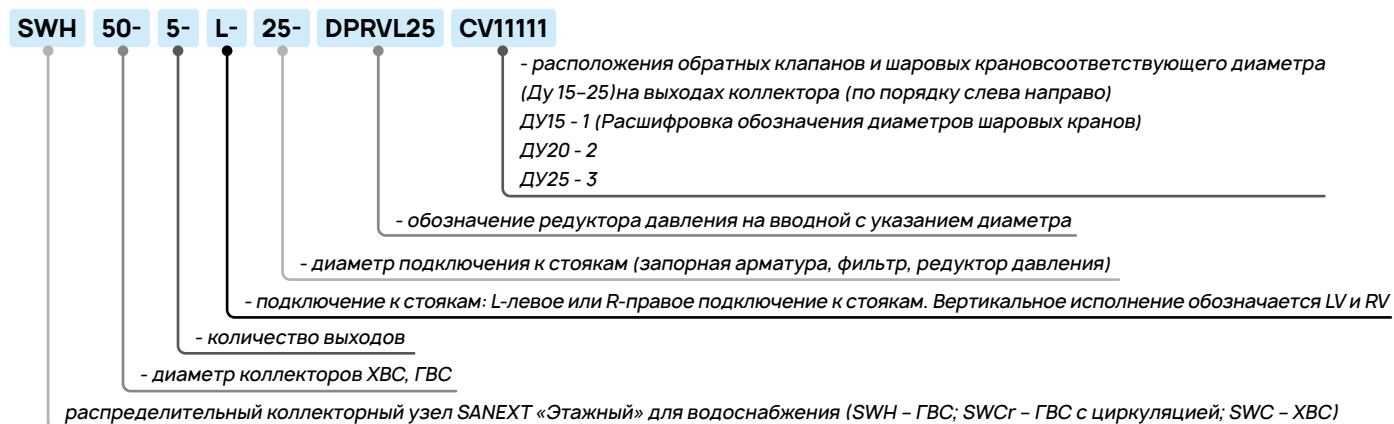 SWH 50- 5- L- 25- DPRVL25 CV11111
- расположения обратных клапанов и шаровых крановсоответствующего диаметра
(Ду 15–25)на выходах коллектора (по порядку слева направо)
ДУ15 - 1 (Расшифровка обозначения диаметров шаровых кранов)
ДУ20 - 2
ДУ25 - 3
- обозначение редуктора давления на вводной с указанием диаметра
- диаметр подключения к стоякам (запорная арматура, фильтр, редуктор давления)
- подключение к стоякам: L-левое или R-правое подключение к стоякам. Вертикальное исполнение обозначается LV и RV
- количество выходов
- диаметр коллекторов ХВС, ГВС
распределительный коллекторный узел SANEXT «Этажный» для водоснабжения (SWH – ГВС; SWCr – ГВС с циркуляцией; SWC – ХВС)